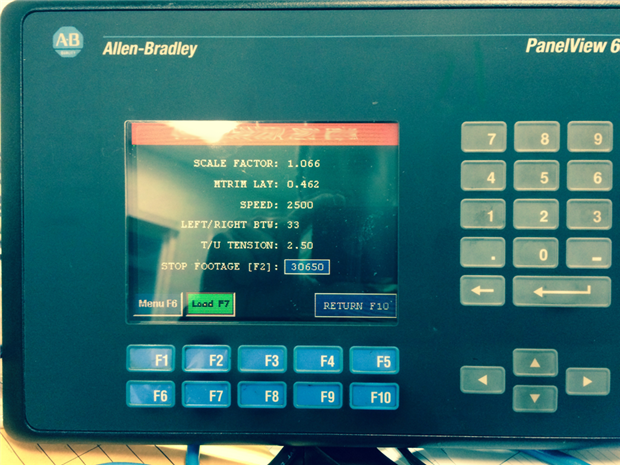 AB
Allen-Bradley
PanelView 6
SCALE FACTOR: 1.066
MTRIM LAY: 0.462
SPEED: 2500
LEFT/RIGHT BTW: 33
T/U TENSION: 2.50
STOP FOOTAGE [F2]: 30650
Menu F6 Load F7 RETURN F10
7 8 9
4 5 6
1 2 3
. 0 -
F1 F2 F3 F4 F5
F6 F7 F8 F9 F10